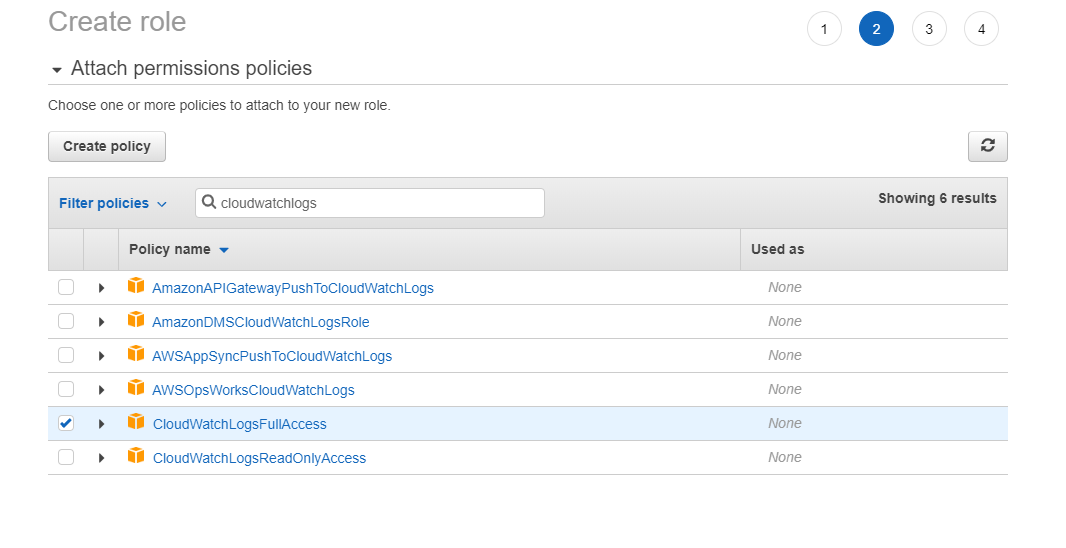 Create role
1 2 3 4
Attach permissions policies
Choose one or more policies to attach to your new role.
Create policy
Filter policies cloudwatchlogs Showing 6 results
Policy name Used as
AmazonAPIGatewayPushToCloudWatchLogs None
AmazonDMSCloudWatchLogsRole None
AWSAppSyncPushToCloudWatchLogs None
AWSOpsWorksCloudWatchLogs None
CloudWatchLogsFullAccess None
CloudWatchLogsReadOnlyAccess None